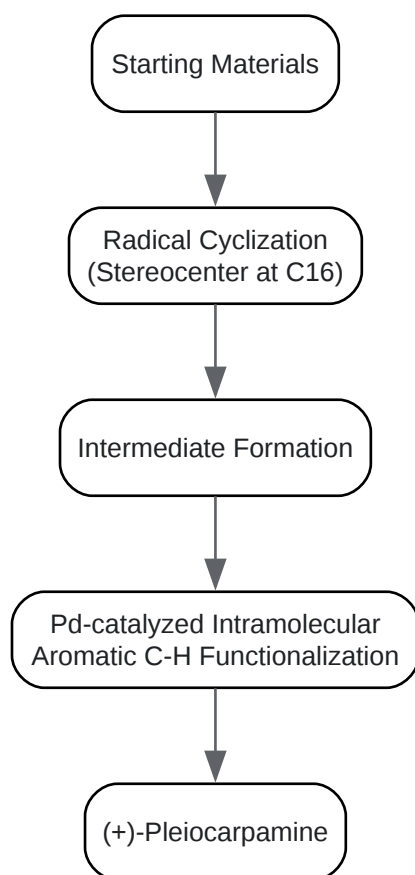 Starting Materials
Radical Cyclization
(Stereocenter at C16)
Intermediate Formation
Pd-catalyzed Intramolecular
Aromatic C-H Functionalization
(+)-Pleiocarpamine